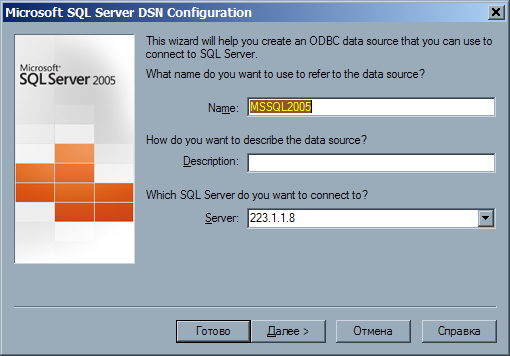 Microsoft SQL Server DSN Configuration
Microsoft
SQL Server 2005
This wizard will help you create an ODBC data source that you can use to
connect to SQL Server.
What name do you want to use to refer to the data source?
Name: MSSQL2005
How do you want to describe the data source?
Description:
Which SQL Server do you want to connect to?
Server: 223.1.1.8
Готово Далее > Отмена Справка